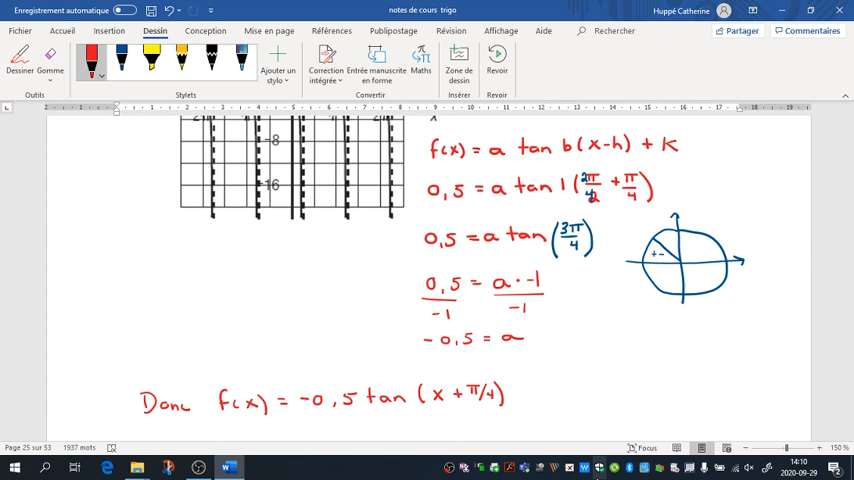 Enregistrement automatique
notes de cours trigo
Huppé Catherine
Fichier Accueil Insertion Dessin Conception Mise en page Références Publipostage Révision Affichage Aide Rechercher Partager Commentaires
Dessiner Gomme Ajouter un stylo Correction intégrée Entrée manuscrite en forme Maths Zone de dessin Revoir
Outils Stylets Convertir Insérer Revoir
-8
-16
f(x) = a tan b(x-h) + K
0,5 = a tan 1 (2π/4 + π/4)
0,5 = a tan (3π/4)
+-
0,5 = a · -1
-1 -1
-0,5 = a
Donc f(x) = -0,5 tan (x + π/4)
Page 25 sur 53 1937 mots Focus 150 %
14:10
2020-09-29